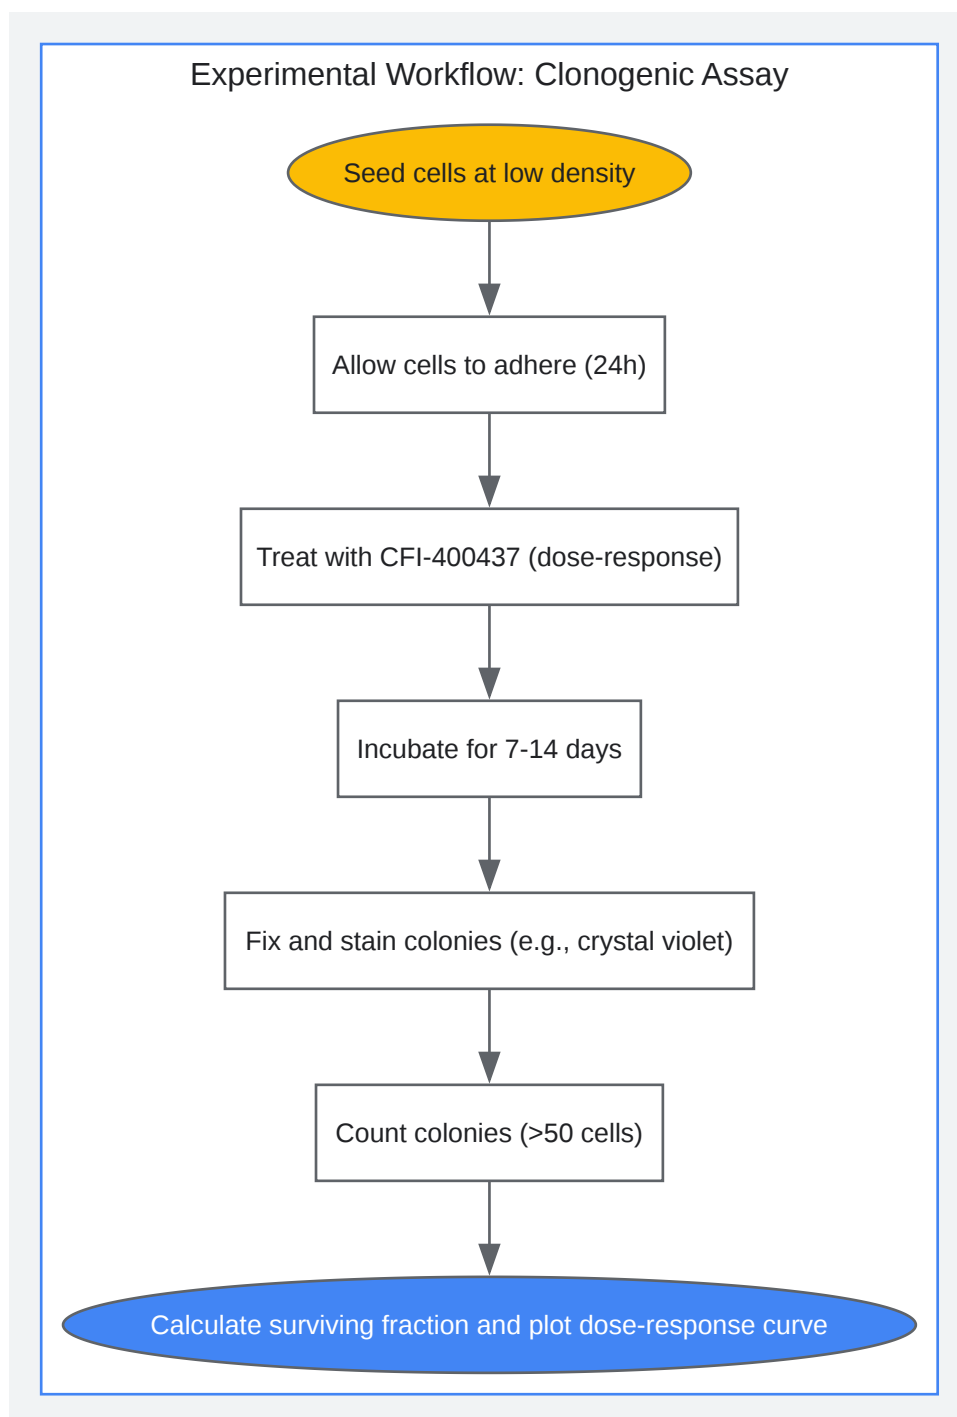 Experimental Workflow: Clonogenic Assay
Seed cells at low density
Allow cells to adhere (24h)
Treat with CFI-400437 (dose-response)
Incubate for 7-14 days
Fix and stain colonies (e.g., crystal violet)
Count colonies (>50 cells)
Calculate surviving fraction and plot dose-response curve